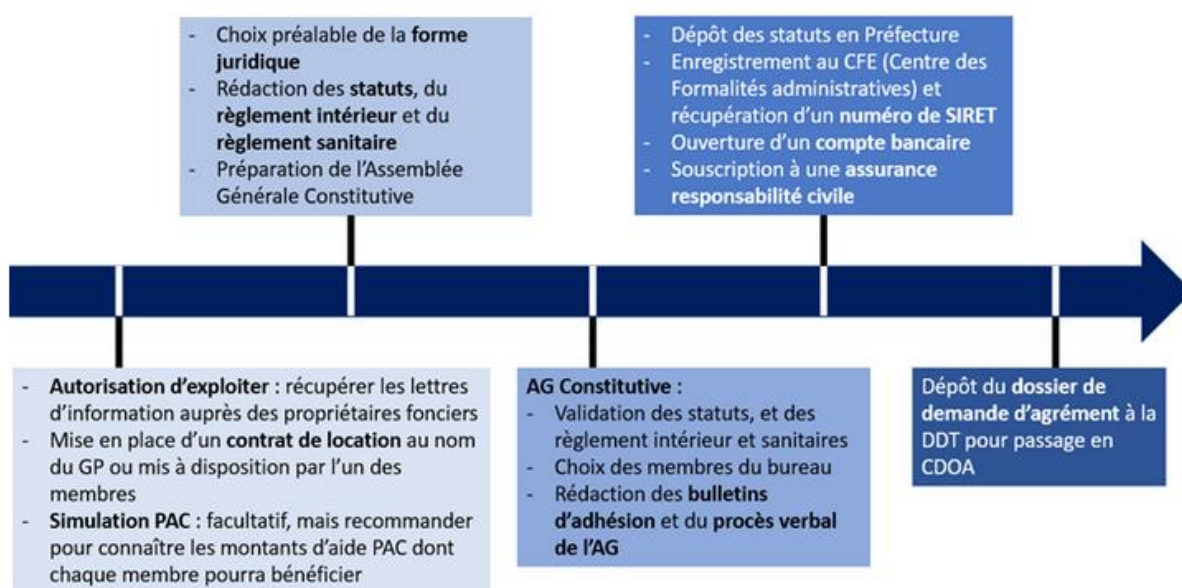 - Choix préalable de la forme
juridique
- Rédaction des statuts, du
règlement intérieur et du
règlement sanitaire
- Préparation de l'Assemblée
Générale Constitutive
- Dépôt des statuts en Préfecture
- Enregistrement au CFE (Centre des
Formalités administratives) et
récupération d'un numéro de SIRET
- Ouverture d'un compte bancaire
- Souscription à une assurance
responsabilité civile
- Autorisation d'exploiter : récupérer les lettres
d'information auprès des propriétaires fonciers
- Mise en place d'un contrat de location au nom
du GP ou mis à disposition par l'un des
membres
- Simulation PAC : facultatif, mais recommander
pour connaître les montants d'aide PAC dont
chaque membre pourra bénéficier
AG Constitutive :
- Validation des statuts, et des
règlement intérieur et sanitaires
- Choix des membres du bureau
- Rédaction des bulletins
d'adhésion et du procès verbal
de l'AG
Dépôt du dossier de
demande d'agrément à la
DDT pour passage en
CDOA